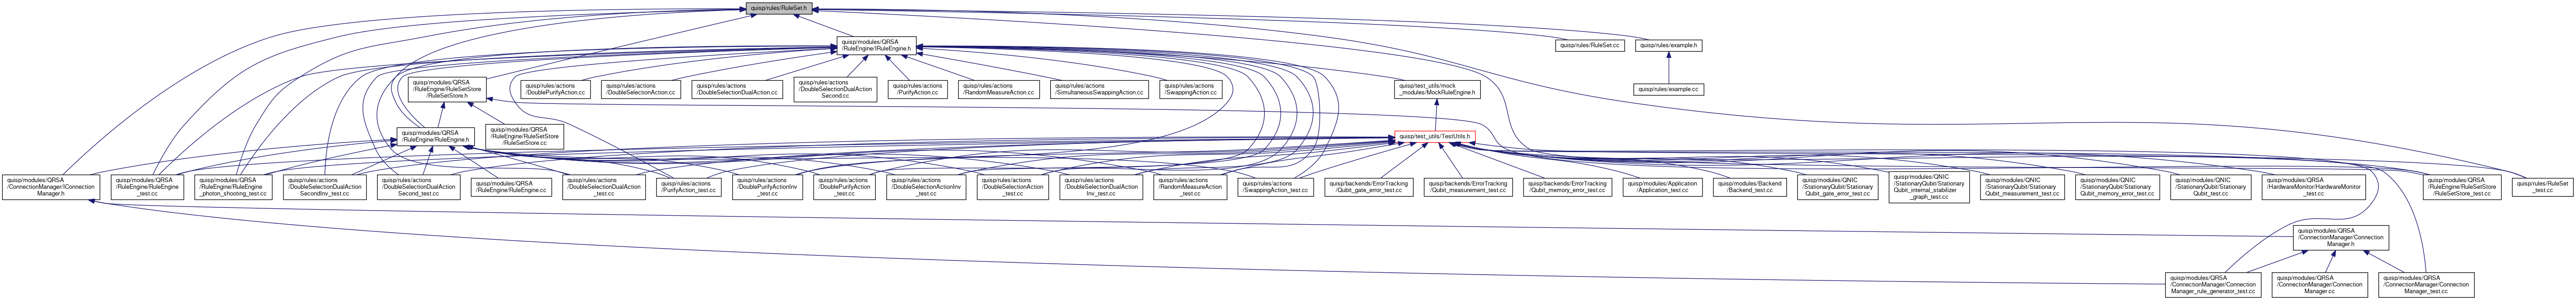 quisp/rules/RuleSet.h
quisp/modules/QRSA
/RuleEngine/IRuleEngine.h
quisp/rules/RuleSet.cc
quisp/rules/example.h
quisp/modules/QRSA
/RuleEngine/RuleSetStore
/RuleSetStore.h
quisp/rules/actions
/DoublePurifyAction.cc
quisp/rules/actions
/DoubleSelectionAction.cc
quisp/rules/actions
/DoubleSelectionDualAction.cc
quisp/rules/actions
/DoubleSelectionDualAction
Second.cc
quisp/rules/actions
/PurifyAction.cc
quisp/rules/actions
/RandomMeasureAction.cc
quisp/rules/actions
/SimultaneousSwappingAction.cc
quisp/rules/actions
/SwappingAction.cc
quisp/test_utils/mock
_modules/MockRuleEngine.h
quisp/rules/example.cc
quisp/modules/QRSA
/RuleEngine/RuleEngine.h
quisp/modules/QRSA
/RuleEngine/RuleSetStore
/RuleSetStore.cc
quisp/test_utils/TestUtils.h
quisp/modules/QRSA
/ConnectionManager/IConnection
Manager.h
quisp/modules/QRSA
/RuleEngine/RuleEngine
_test.cc
quisp/modules/QRSA
/RuleEngine/RuleEngine
_photon_shooting_test.cc
quisp/rules/actions
/DoubleSelectionDualAction
SecondInv_test.cc
quisp/rules/actions
/DoubleSelectionDualAction
Second_test.cc
quisp/modules/QRSA
/RuleEngine/RuleEngine.cc
quisp/rules/actions
/DoubleSelectionDualAction
_test.cc
quisp/rules/actions
/PurifyAction_test.cc
quisp/rules/actions
/DoublePurifyActionInv
_test.cc
quisp/rules/actions
/DoublePurifyAction
_test.cc
quisp/rules/actions
/DoubleSelectionActionInv
_test.cc
quisp/rules/actions
/DoubleSelectionAction
_test.cc
quisp/rules/actions
/DoubleSelectionDualAction
Inv_test.cc
quisp/rules/actions
/RandomMeasureAction
_test.cc
quisp/rules/actions
/SwappingAction_test.cc
quisp/backends/ErrorTracking
/Qubit_gate_error_test.cc
quisp/backends/ErrorTracking
/Qubit_measurement_test.cc
quisp/backends/ErrorTracking
/Qubit_memory_error_test.cc
quisp/modules/Application
/Application_test.cc
quisp/modules/Backend
/Backend_test.cc
quisp/modules/QNIC
/StationaryQubit/Stationary
Qubit_gate_error_test.cc
quisp/modules/QNIC
/StationaryQubit/Stationary
Qubit_internal_stabilizer
_graph_test.cc
quisp/modules/QNIC
/StationaryQubit/Stationary
Qubit_measurement_test.cc
quisp/modules/QNIC
/StationaryQubit/Stationary
Qubit_memory_error_test.cc
quisp/modules/QNIC
/StationaryQubit/Stationary
Qubit_test.cc
quisp/modules/QRSA
/HardwareMonitor/HardwareMonitor
_test.cc
quisp/modules/QRSA
/RuleEngine/RuleSetStore
/RuleSetStore_test.cc
quisp/rules/RuleSet
_test.cc
quisp/modules/QRSA
/ConnectionManager/Connection
Manager.h
quisp/modules/QRSA
/ConnectionManager/Connection
Manager_rule_generator_test.cc
quisp/modules/QRSA
/ConnectionManager/Connection
Manager.cc
quisp/modules/QRSA
/ConnectionManager/Connection
Manager_test.cc